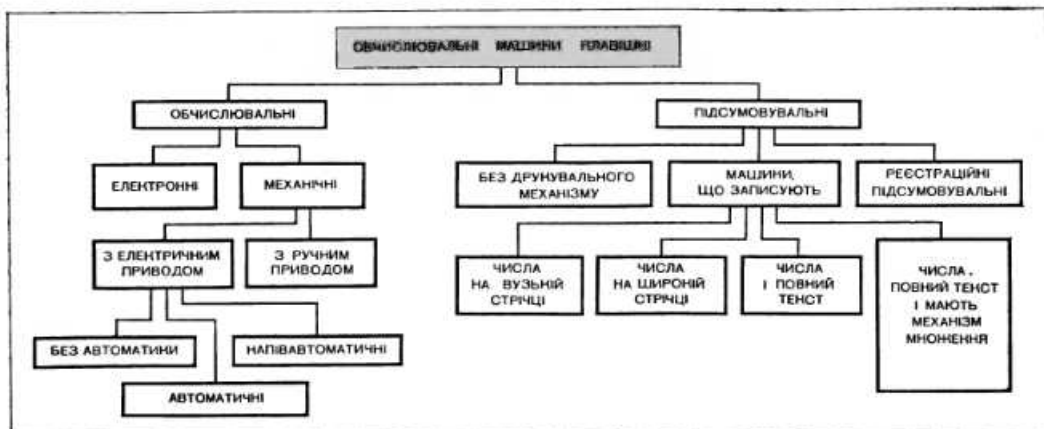 ОБЧИСЛЮВАЛЬНІ МАШИНИ КЛАВІШНІ
ОБЧИСЛЮВАЛЬНІ
ПІДСУМОВУВАЛЬНІ
ЕЛЕКТРОННІ
МЕХАНІЧНІ
БЕЗ ДРУКУВАЛЬНОГО
МЕХАНІЗМУ
МАШИНИ,
ЩО ЗАПИСУЮТЬ
РЕЄСТРАЦІЙНІ
ПІДСУМОВУВАЛЬНІ
З ЕЛЕКТРИЧНИМ
ПРИВОДОМ
З РУЧНИМ
ПРИВОДОМ
ЧИСЛА
НА ВУЗЬКІЙ
СТРІЧЦІ
ЧИСЛА
НА ШИРОКІЙ
СТРІЧЦІ
ЧИСЛА
І ПОВНИЙ
ТЕКСТ
ЧИСЛА,
ПОВНИЙ ТЕКСТ
І МАЮТЬ
МЕХАНІЗМ
МНОЖЕННЯ
БЕЗ АВТОМАТИКИ
НАПІВАВТОМАТИЧНІ
АВТОМАТИЧНІ